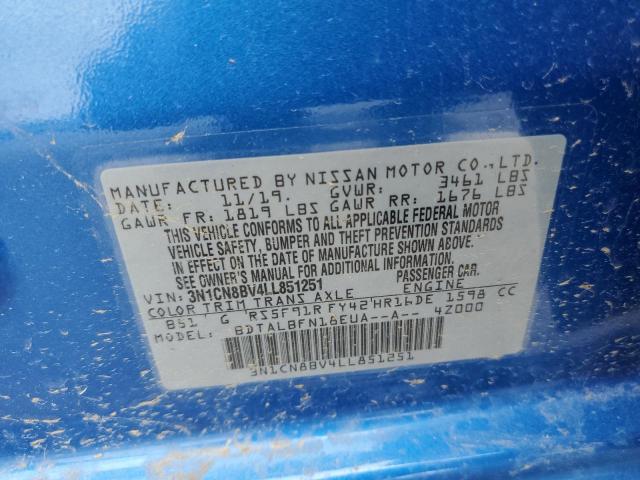 MANUFACTURED BY NISSAN MOTOR CO.,LTD.
DATE: 11/19. GVWR: 3461 LBS
GAWR FR: 1819 LBS GAWR RR: 1676 LBS
THIS VEHICLE CONFORMS TO ALL APPLICABLE FEDERAL MOTOR
VEHICLE SAFETY, BUMPER AND THEFT PREVENTION STANDARDS
IN EFFECT ON THE DATE OF MANUFACTURE SHOWN ABOVE.
SEE OWNER'S MANUAL FOR ADDITIONAL INFORMATION
VIN: 3N1CN8BV4LL851251 PASSENGER CAR.
COLOR TRIM TRANS AXLE ENGINE
B51 G RS5F91R FY42 HR16DE 1598 CC
MODEL: BDTALBFN18EUA--A-- 4Z000
3N1CN8BV4LL851251